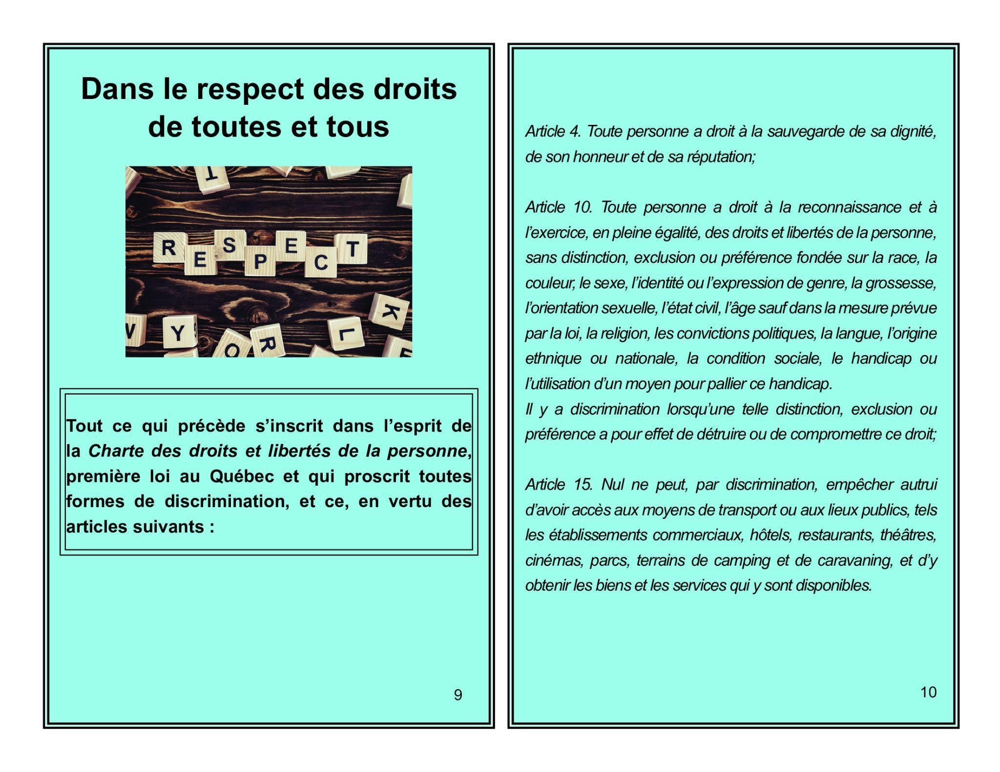 Dans le respect des droits
de toutes et tous
T
R E S P E C T
K
W Y O R L E
Tout ce qui précède s’inscrit dans l’esprit de
la Charte des droits et libertés de la personne,
première loi au Québec et qui proscrit toutes
formes de discrimination, et ce, en vertu des
articles suivants :
9
Article 4. Toute personne a droit à la sauvegarde de sa dignité,
de son honneur et de sa réputation;
Article 10. Toute personne a droit à la reconnaissance et à
l’exercice, en pleine égalité, des droits et libertés de la personne,
sans distinction, exclusion ou préférence fondée sur la race, la
couleur, le sexe, l’identité ou l’expression de genre, la grossesse,
l’orientation sexuelle, l’état civil, l’âge sauf dans la mesure prévue
par la loi, la religion, les convictions politiques, la langue, l’origine
ethnique ou nationale, la condition sociale, le handicap ou
l’utilisation d’un moyen pour pallier ce handicap.
Il y a discrimination lorsqu’une telle distinction, exclusion ou
préférence a pour effet de détruire ou de compromettre ce droit;
Article 15. Nul ne peut, par discrimination, empêcher autrui
d’avoir accès aux moyens de transport ou aux lieux publics, tels
les établissements commerciaux, hôtels, restaurants, théâtres,
cinémas, parcs, terrains de camping et de caravaning, et d’y
obtenir les biens et les services qui y sont disponibles.
10